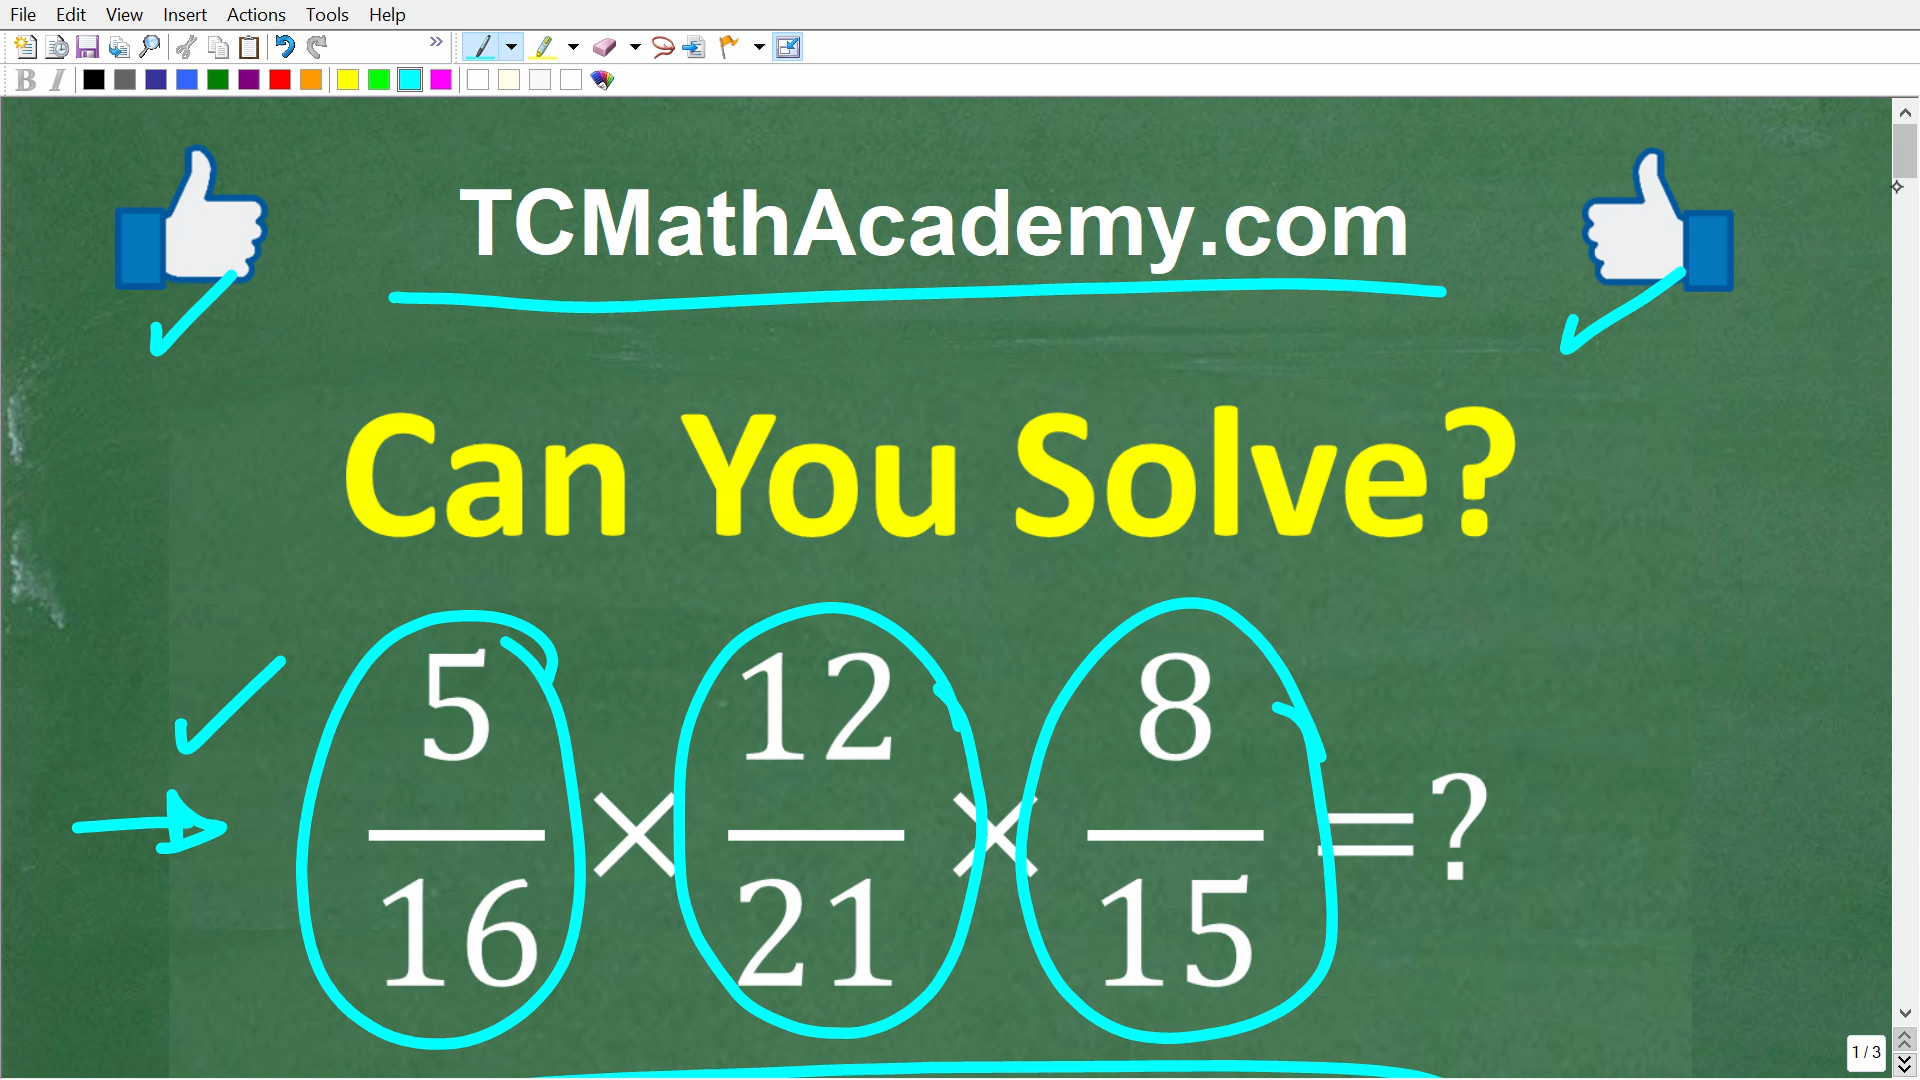 File Edit View Insert Actions Tools Help
B I
TCMathAcademy.com
Can You Solve?
5/16 × 12/21 × 8/15 = ?
1 / 3